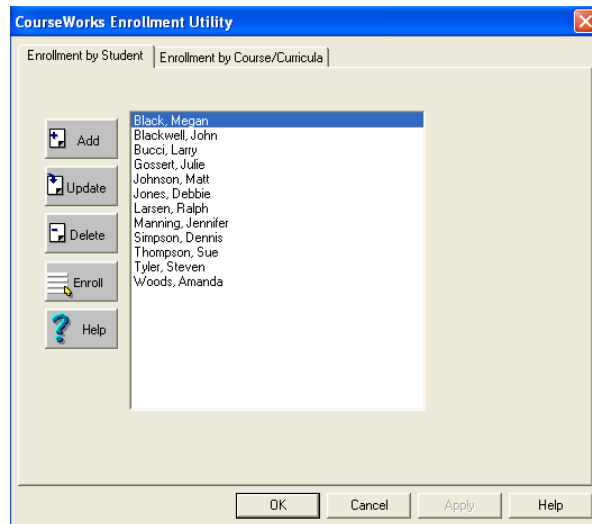 CourseWorks Enrollment Utility
Enrollment by Student Enrollment by Course/Curricula
Black, Megan
Blackwell, John
Bucci, Larry
Gossert, Julie
Johnson, Matt
Jones, Debbie
Larsen, Ralph
Manning, Jennifer
Simpson, Dennis
Thompson, Sue
Tyler, Steven
Woods, Amanda
Add
Update
Delete
Enroll
Help
OK Cancel Apply Help